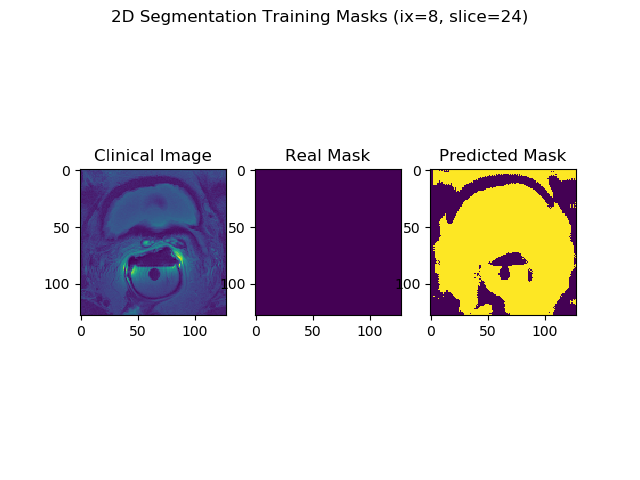 2D Segmentation Training Masks (ix=8, slice=24)
Clinical Image Real Mask Predicted Mask
0 0 0
50 50 50
100 100 100
0 50 100 0 50 100 0 50 100